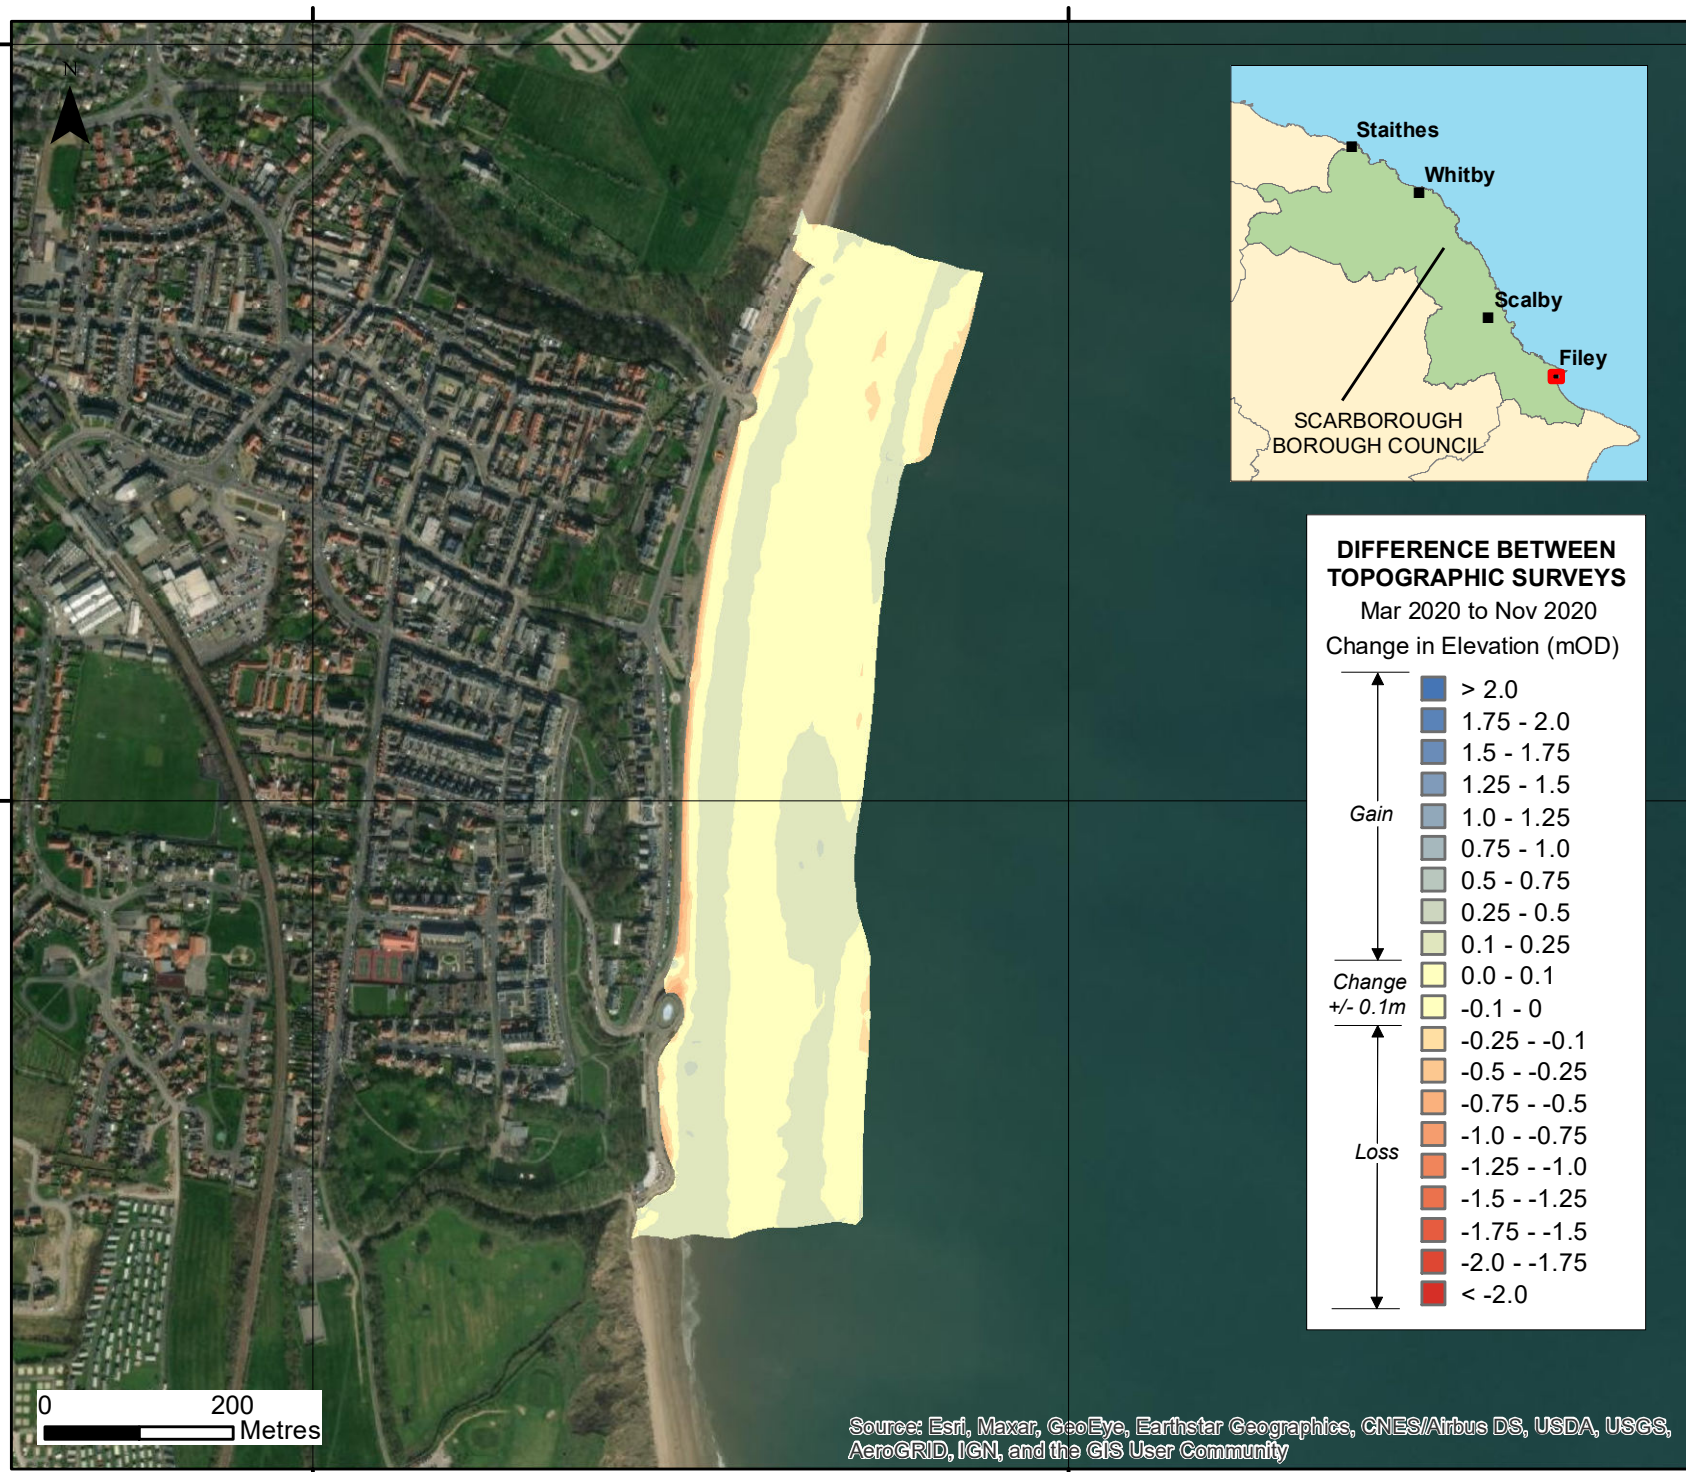 N
Staithes
Whitby
Scalby
Filey
SCARBOROUGH
BOROUGH COUNCIL
DIFFERENCE BETWEEN
TOPOGRAPHIC SURVEYS
Mar 2020 to Nov 2020
Change in Elevation (mOD)
> 2.0
1.75 - 2.0
1.5 - 1.75
1.25 - 1.5
Gain
1.0 - 1.25
0.75 - 1.0
0.5 - 0.75
0.25 - 0.5
0.1 - 0.25
Change
+/- 0.1m
0.0 - 0.1
-0.1 - 0
-0.25 - -0.1
-0.5 - -0.25
-0.75 - -0.5
-1.0 - -0.75
Loss
-1.25 - -1.0
-1.5 - -1.25
-1.75 - -1.5
-2.0 - -1.75
< -2.0
0 200
Metres
Source: Esri, Maxar, GeoEye, Earthstar Geographics, CNES/Airbus DS, USDA, USGS,
AeroGRID, IGN, and the GIS User Community